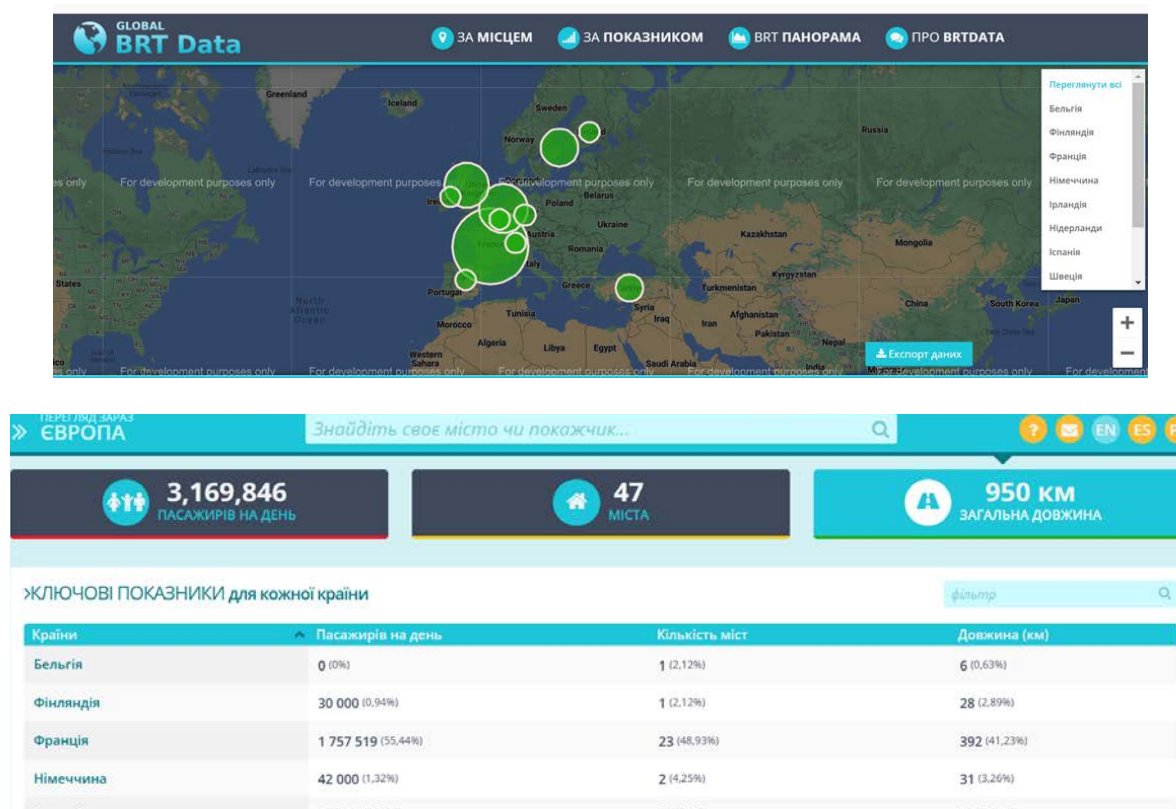 GLOBAL
BRT Data
ЗА МІСЦЕМ
ЗА ПОКАЗНИКОМ
BRT ПАНОРАМА
ПРО BRTDATA
Переглянути всі
Бельгія
Фінляндія
Франція
Німеччина
Ірландія
Нідерланди
Іспанія
Швеція
Greenland
Iceland
Sweden
Norway
Russia
For development purposes only
Poland
Belarus
Ukraine
Austria
Romania
Kazakhstan
Mongolia
Italy
Greece
Portugal
Kyrgyzstan
Turkmenistan
States
North
Atlantic
Ocean
Tunisia
Syria
Morocco
Iraq
Iran
Afghanistan
Pakistan
China
South Korea
Japan
Algeria
Libya
Egypt
Nepal
Western
Sahara
Saudi Arabia
India
+
−
Експорт даних
ПЕРЕГЛЯД ЗАРАЗ
» ЄВРОПА
Знайдіть своє місто чи покажчик...
? EN ES
3,169,846
ПАСАЖИРІВ НА ДЕНЬ
47
МІСТА
950 км
ЗАГАЛЬНА ДОВЖИНА
>КЛЮЧОВІ ПОКАЗНИКИ для кожної країни
фільтр
Країни Пасажирів на день Кількість міст Довжина (км)
Бельгія 0 (0%) 1 (2,12%) 6 (0,63%)
Фінляндія 30 000 (0,94%) 1 (2,12%) 28 (2,89%)
Франція 1 757 519 (55,44%) 23 (48,93%) 392 (41,23%)
Німеччина 42 000 (1,32%) 2 (4,25%) 31 (3,26%)